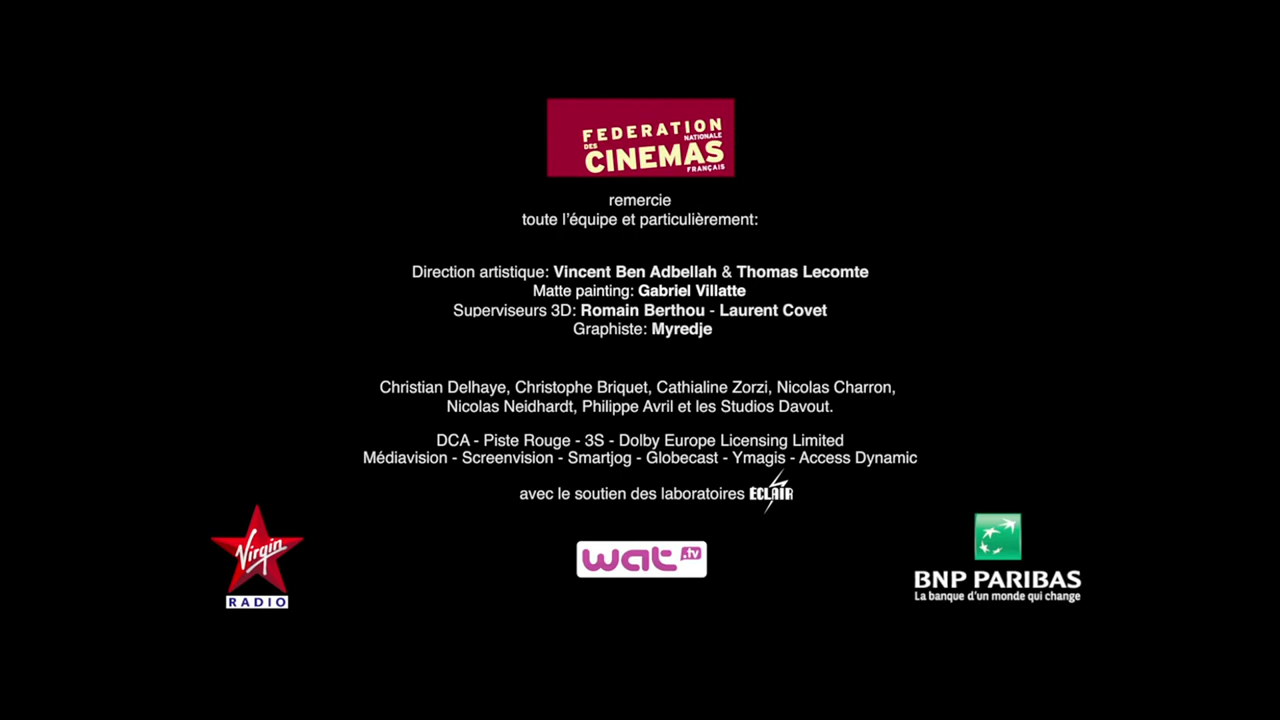 FEDERATION
NATIONALE
DES
CINEMAS
FRANÇAIS
remercie
toute l'équipe et particulièrement:
Direction artistique: Vincent Ben Adbellah & Thomas Lecomte
Matte painting: Gabriel Villatte
Superviseurs 3D: Romain Berthou - Laurent Covet
Graphiste: Myredje
Christian Delhaye, Christophe Briquet, Cathialine Zorzi, Nicolas Charron,
Nicolas Neidhardt, Philippe Avril et les Studios Davout.
DCA - Piste Rouge - 3S - Dolby Europe Licensing Limited
Médiavision - Screenvision - Smartjog - Globecast - Ymagis - Access Dynamic
avec le soutien des laboratoires ÉCLAIR
Virgin
RADIO
wat.tv
BNP PARIBAS
La banque d'un monde qui change